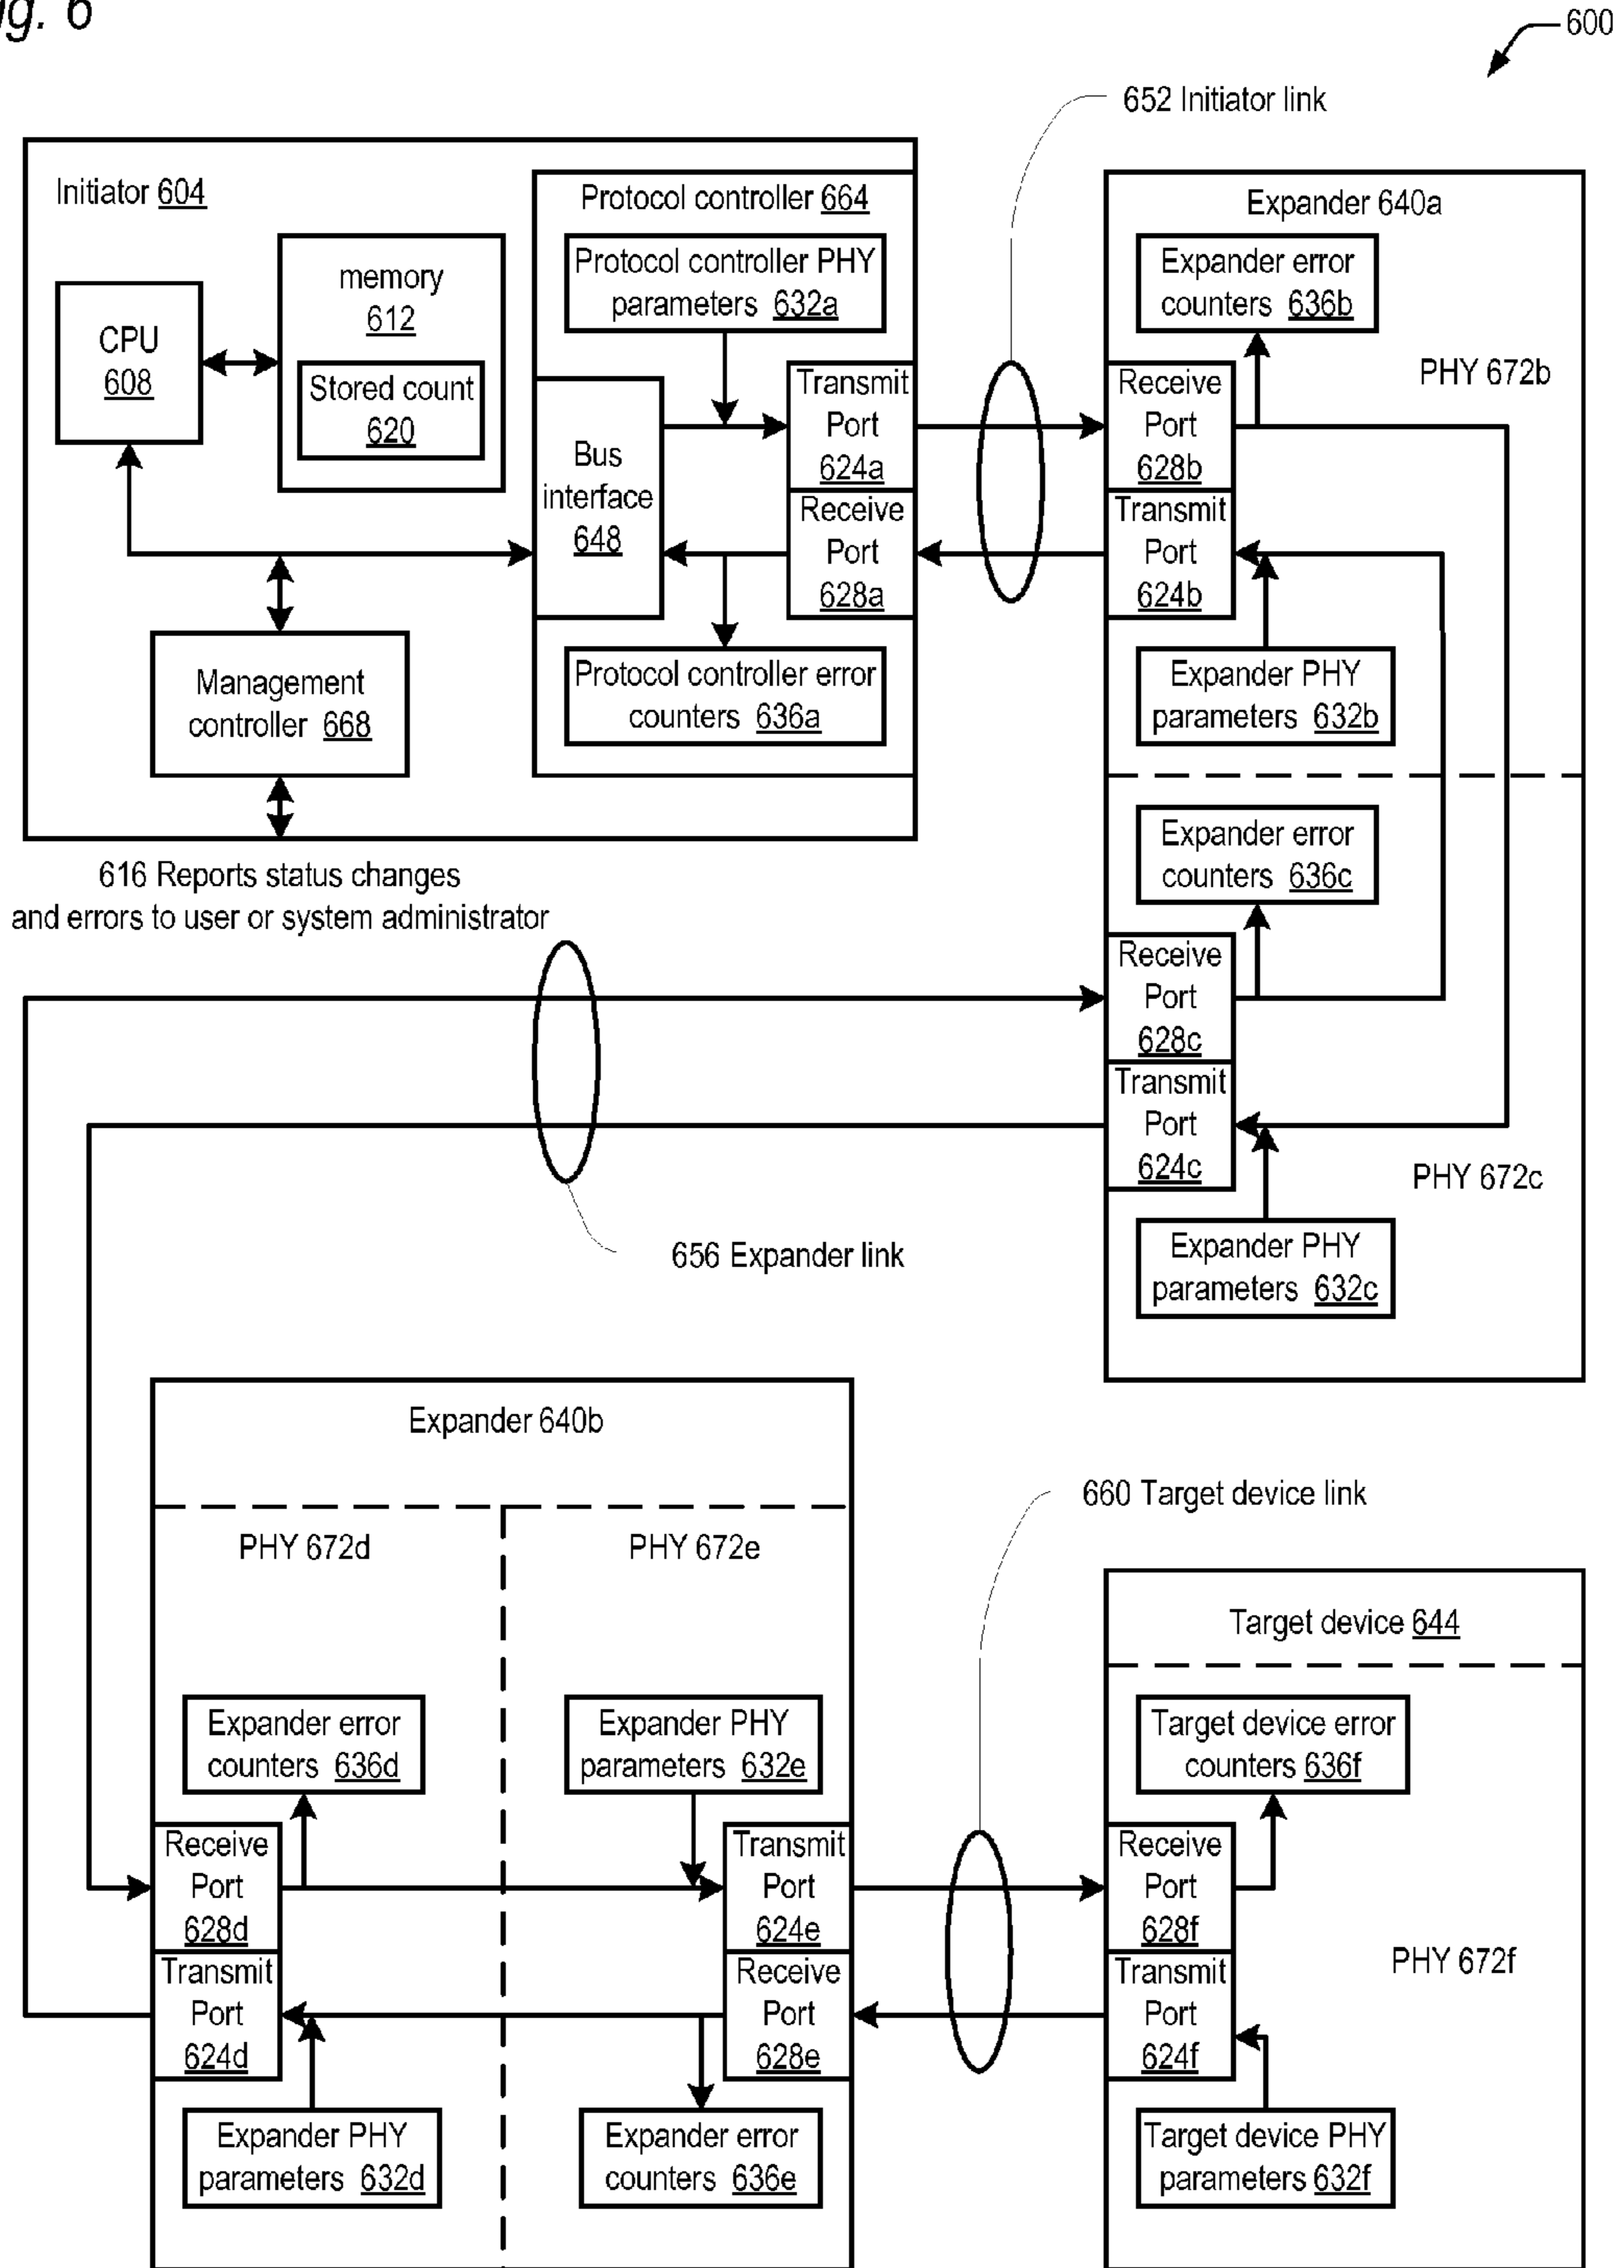 ig. 6
600
652 Initiator link
Initiator 604
CPU
608
memory
612
Stored count
620
Protocol controller 664
Protocol controller PHY
parameters 632a
Bus
interface
648
Transmit
Port
624a
Receive
Port
628a
Protocol controller error
counters 636a
Management
controller 668
616 Reports status changes
and errors to user or system administrator
Expander 640a
Expander error
counters 636b
PHY 672b
Receive
Port
628b
Transmit
Port
624b
Expander PHY
parameters 632b
Expander error
counters 636c
Receive
Port
628c
Transmit
Port
624c
PHY 672c
Expander PHY
parameters 632c
656 Expander link
Expander 640b
PHY 672d
PHY 672e
Expander error
counters 636d
Expander PHY
parameters 632e
Receive
Port
628d
Transmit
Port
624d
Transmit
Port
624e
Receive
Port
628e
Expander PHY
parameters 632d
Expander error
counters 636e
660 Target device link
Target device 644
Target device error
counters 636f
Receive
Port
628f
Transmit
Port
624f
PHY 672f
Target device PHY
parameters 632f